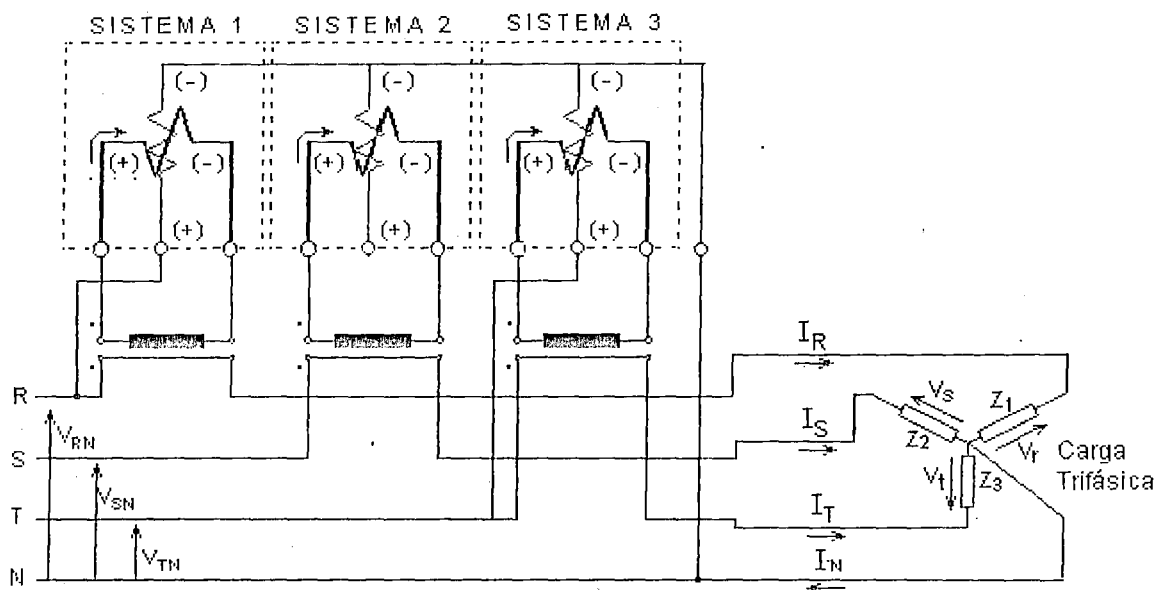 SISTEMA 1 SISTEMA 2 SISTEMA 3
(-) (-) (-)
(+) (-) (+) (-) (+) (-)
(+) (+) (+)
I_R
R
V_RN
V_S Z_1
I_S
Z_2
V_r Carga
S
V_t Z_3 Trifásica
V_SN
T
I_T
V_TN
N
I_N